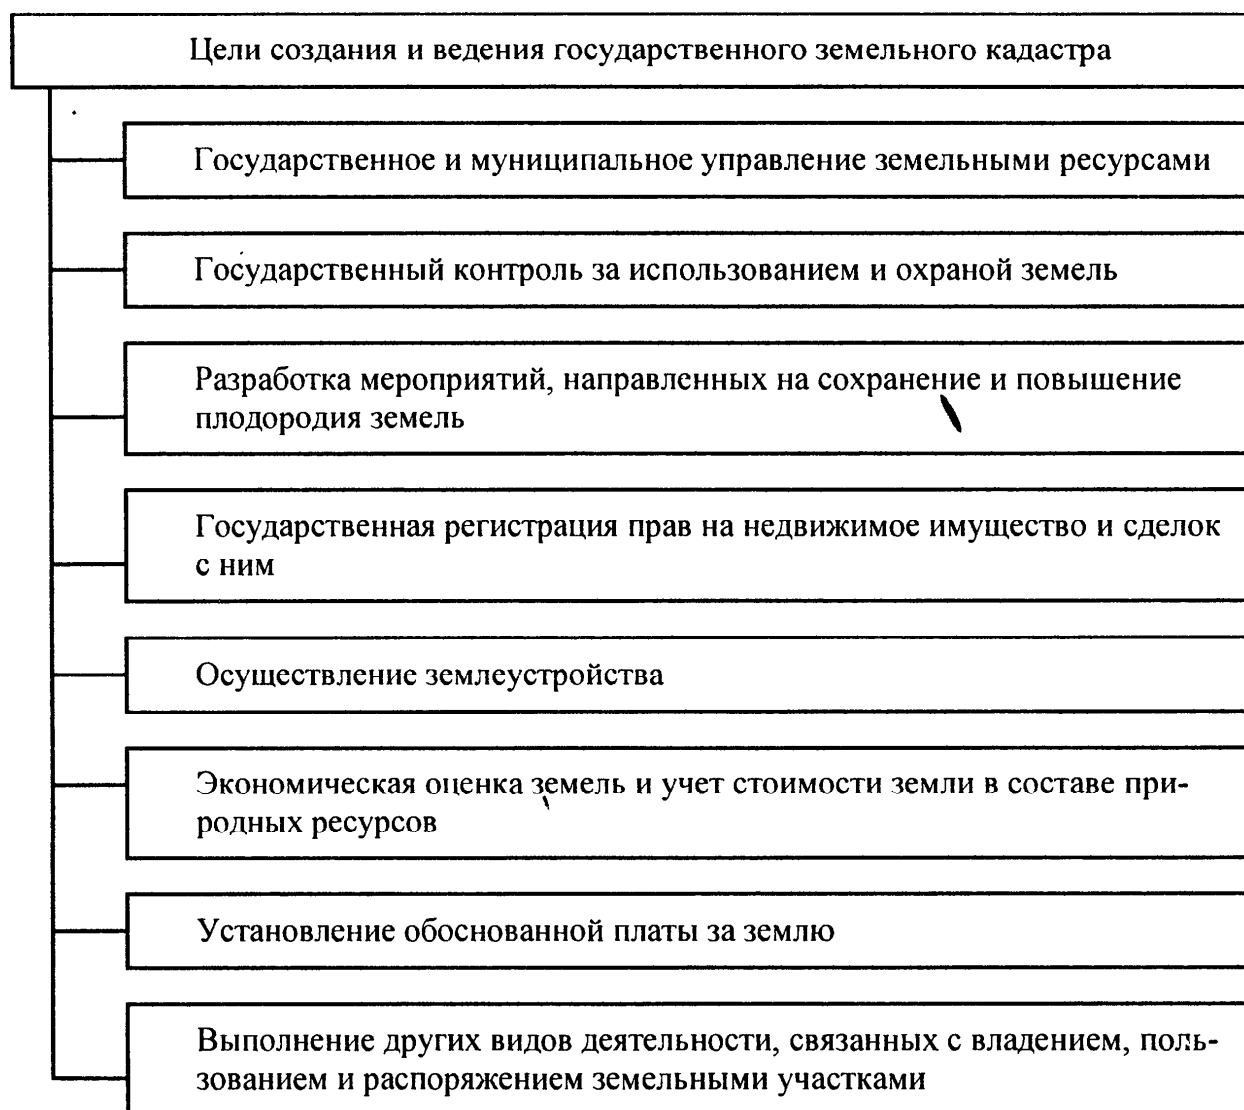 Цели создания и ведения государственного земельного кадастра
Государственное и муниципальное управление земельными ресурсами
Государственный контроль за использованием и охраной земель
Разработка мероприятий, направленных на сохранение и повышение
плодородия земель
Государственная регистрация прав на недвижимое имущество и сделок
с ним
Осуществление землеустройства
Экономическая оценка земель и учет стоимости земли в составе при-
родных ресурсов
Установление обоснованной платы за землю
Выполнение других видов деятельности, связанных с владением, поль-
зованием и распоряжением земельными участками